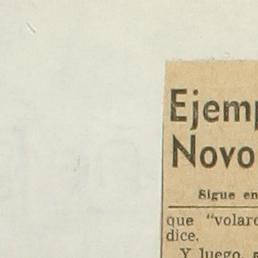 Ejemp
Novo
Sigue en
que "volaro
dice.
Y luego, a